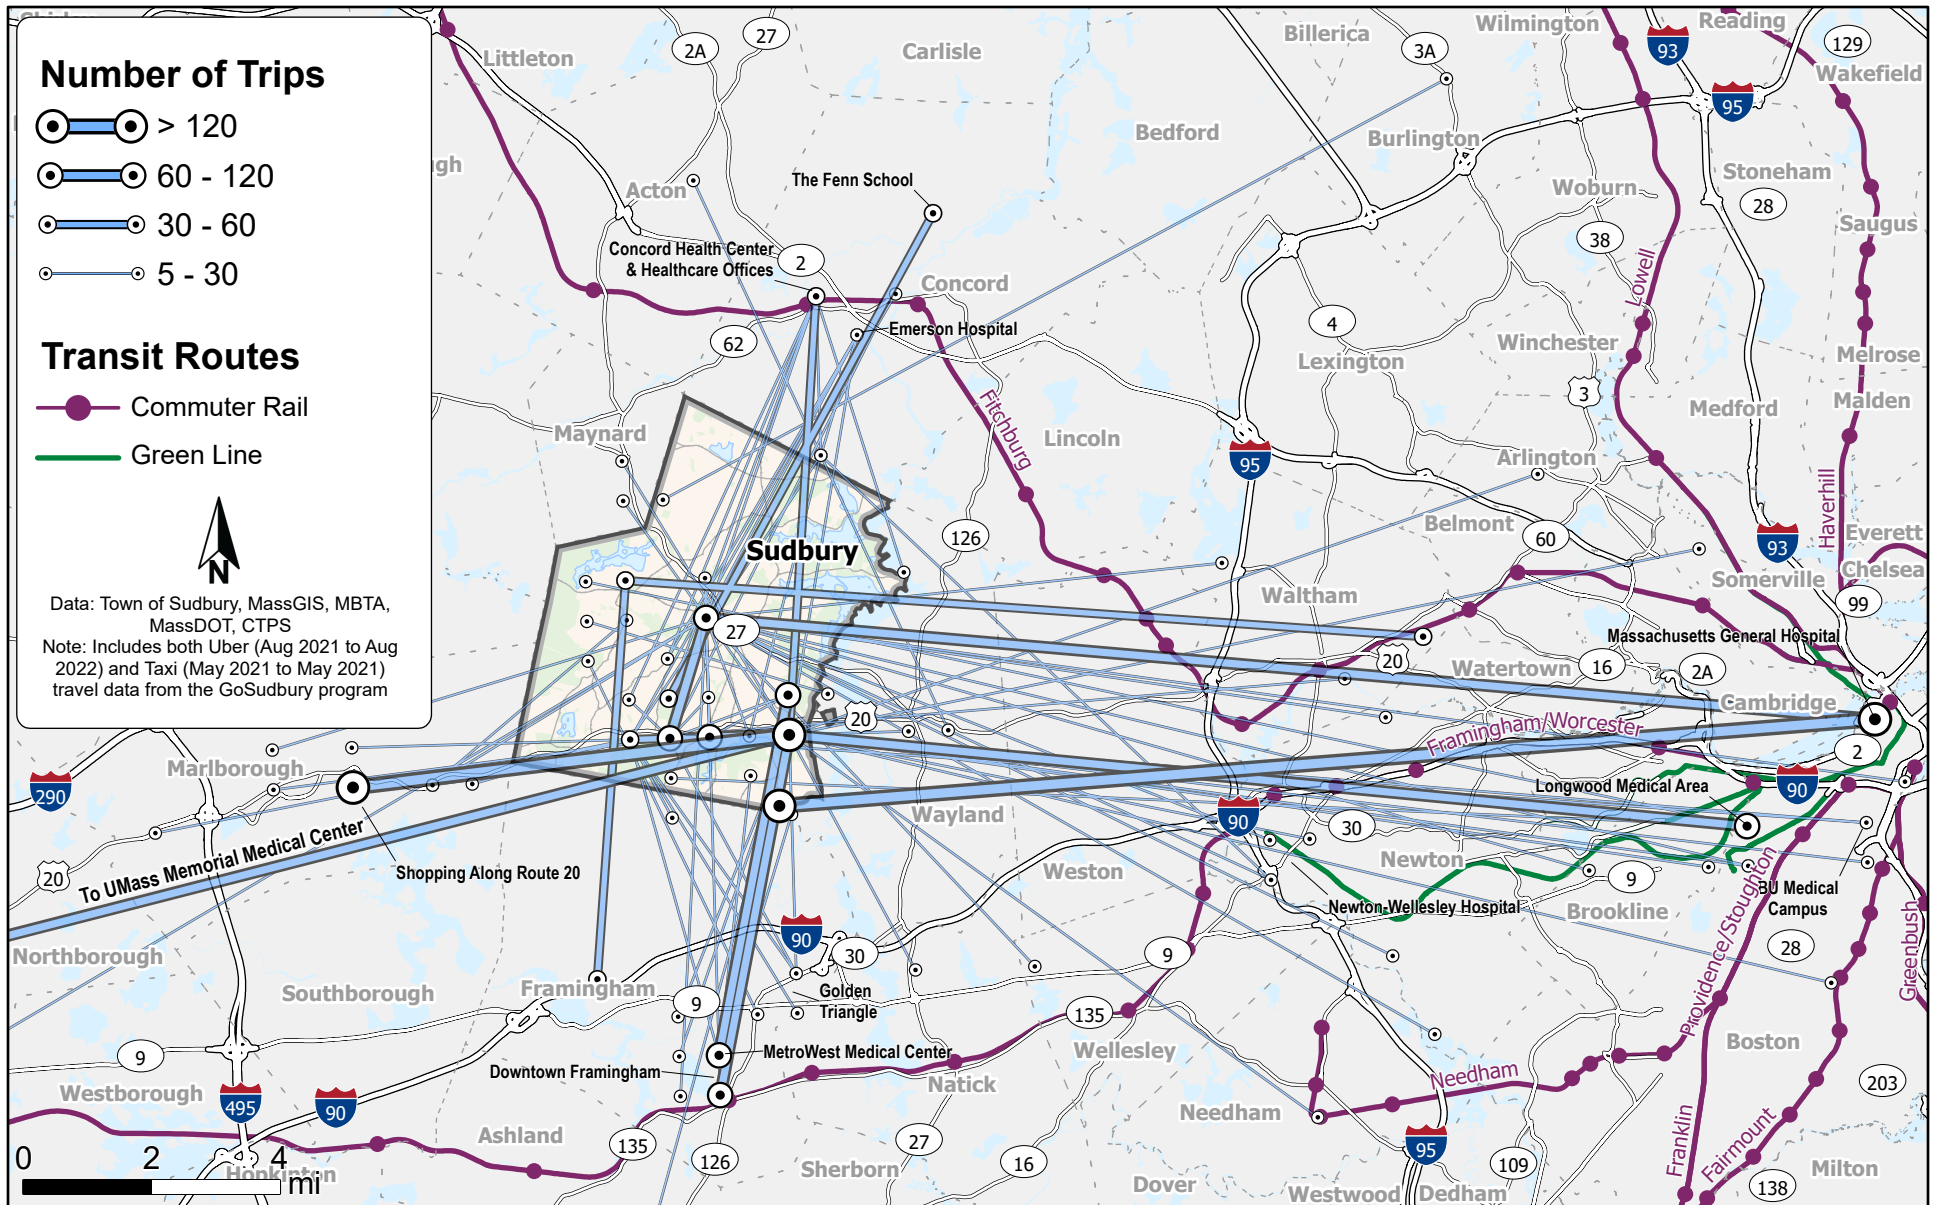 Number of Trips
> 120
60 - 120
30 - 60
5 - 30
Transit Routes
Commuter Rail
Green Line
N
Data: Town of Sudbury, MassGIS, MBTA,
MassDOT, CTPS
Note: Includes both Uber (Aug 2021 to Aug
2022) and Taxi (May 2021 to May 2021)
travel data from the GoSudbury program
Littleton
2A
27
Carlisle
Billerica
3A
Wilmington
93
Reading
129
Wakefield
95
Bedford
Burlington
Stoneham
gh
Acton
The Fenn School
Woburn
28
Saugus
38
Concord Health Center
& Healthcare Offices
2
Concord
Lowell
4
Emerson Hospital
62
Lexington
Winchester
Melrose
3
Medford
Malden
Fitchburg
Maynard
Lincoln
95
Arlington
Haverhill
Belmont
60
93
Everett
126
Sudbury
Chelsea
Somerville
99
Waltham
27
Massachusetts General Hospital
20
Watertown
16
2A
Cambridge
20
Framingham/Worcester
2
Marlborough
290
90
Longwood Medical Area
90
Wayland
30
To UMass Memorial Medical Center
20
Shopping Along Route 20
Weston
Newton
9
BU Medical
Campus
Newton-Wellesley Hospital
Brookline
Providence/Stoughton
28
Greenbush
90
30
9
Northborough
Southborough
Framingham
9
Golden
Triangle
135
9
MetroWest Medical Center
Wellesley
Boston
Downtown Framingham
Natick
Needham
Westborough
495
90
Needham
203
Ashland
135
126
27
16
95
109
Franklin
Fairmount
Sherborn
Dover
Westwood
Dedham
138
Milton
Hopkinton
0 2 4
mi